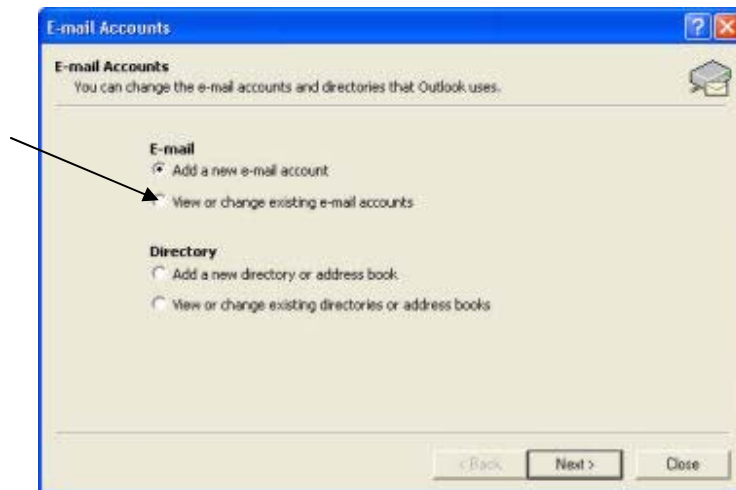 E-mail Accounts
E-mail Accounts
You can change the e-mail accounts and directories that Outlook uses.
E-mail
Add a new e-mail account
View or change existing e-mail accounts
Directory
Add a new directory or address book
View or change existing directories or address books
< Back Next > Close